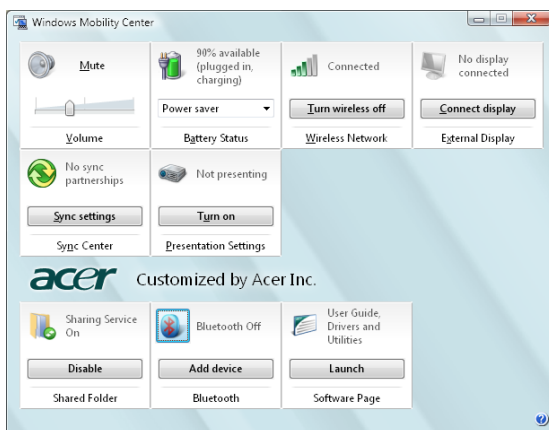 Windows Mobility Center
Mute
Volume
90% available
(plugged in,
charging)
Power saver
Battery Status
Connected
Turn wireless off
Wireless Network
No display
connected
Connect display
External Display
No sync
partnerships
Sync settings
Sync Center
Not presenting
Turn on
Presentation Settings
acer Customized by Acer Inc.
Sharing Service
On
Disable
Shared Folder
Bluetooth Off
Add device
Bluetooth
User Guide,
Drivers and
Utilities
Launch
Software Page